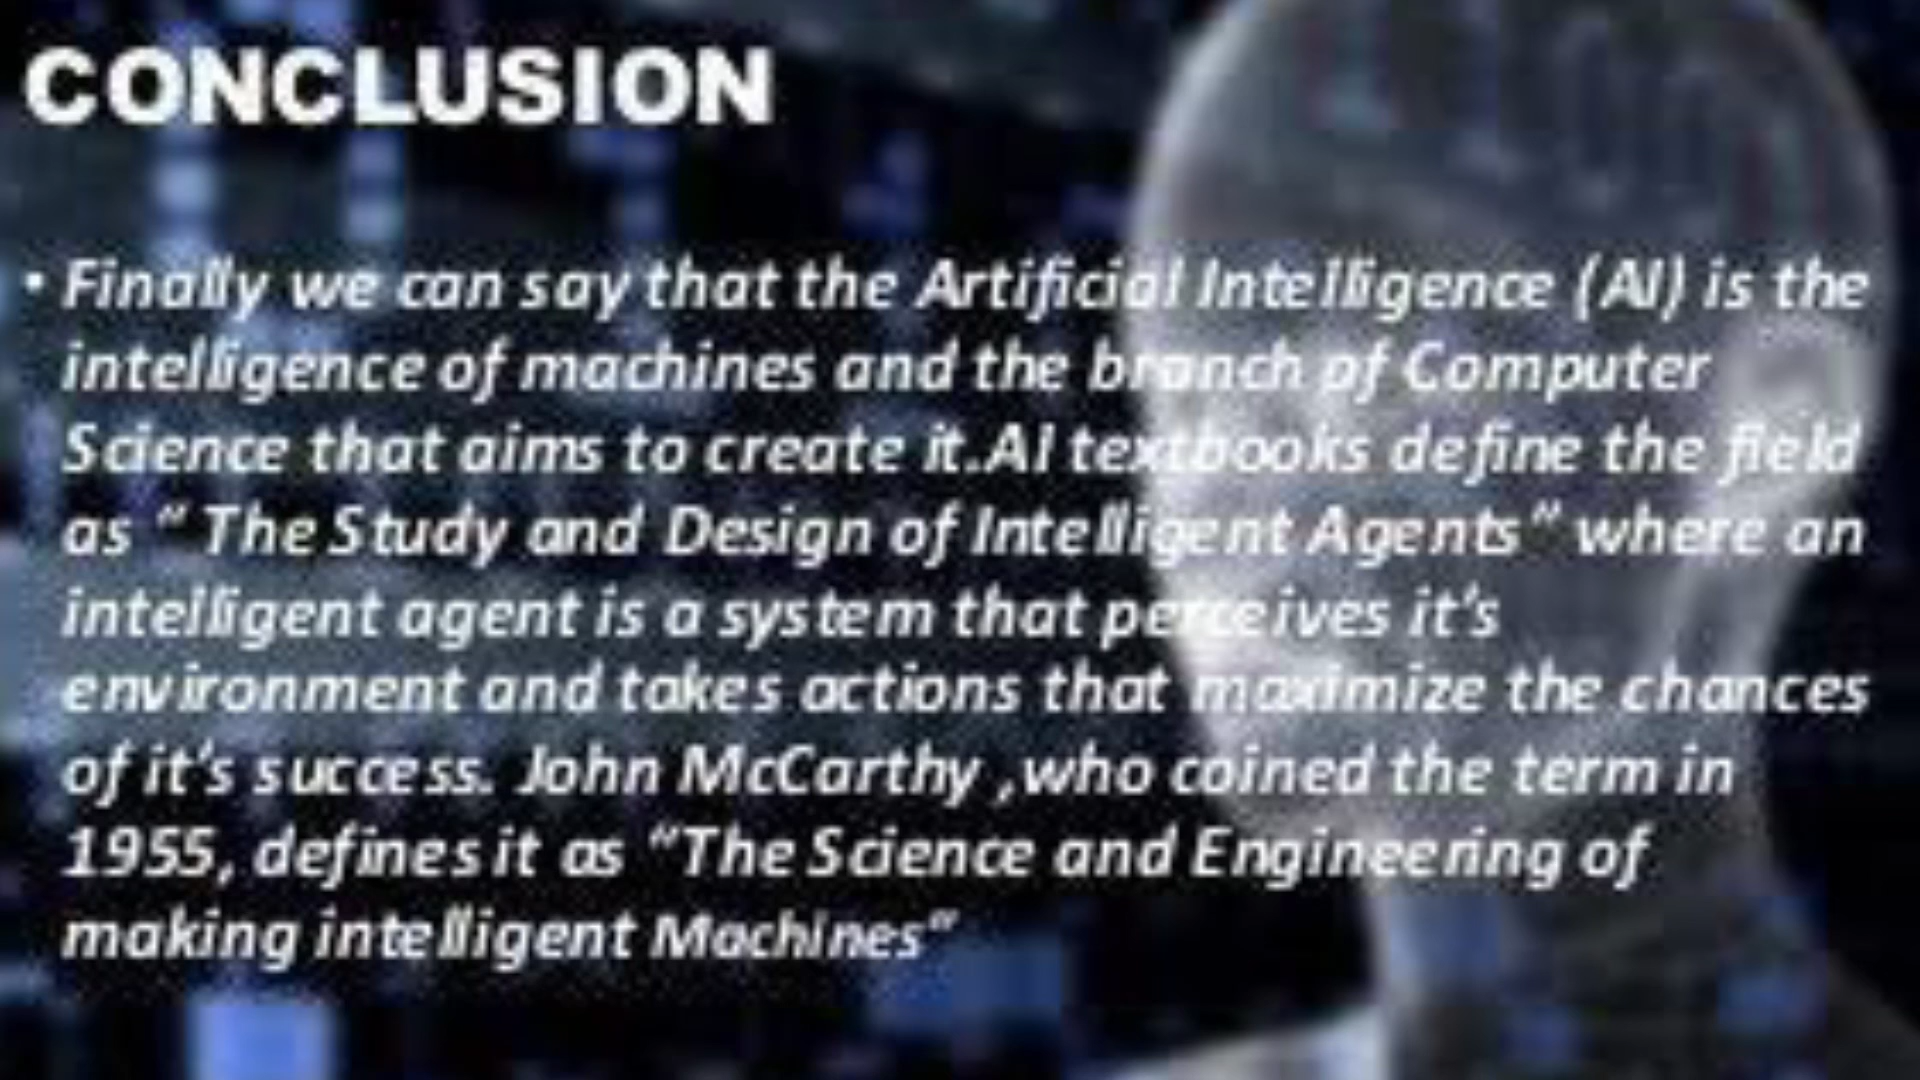 CONCLUSION
• Finally we can say that the Artificial Intelligence (AI) is the
intelligence of machines and the branch of Computer
Science that aims to create it.AI textbooks define the field
as “ The Study and Design of Intelligent Agents” where an
intelligent agent is a system that perceives it’s
environment and takes actions that maximize the chances
of it’s success. John McCarthy ,who coined the term in
1955, defines it as “The Science and Engineering of
making intelligent Machines”